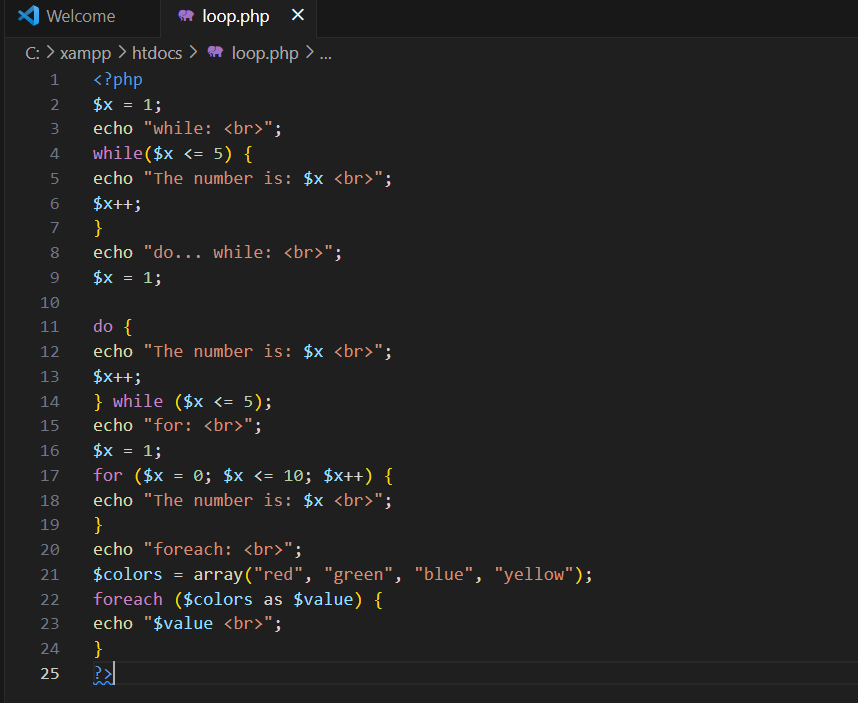 Welcome loop.php
C: > xampp > htdocs > loop.php > ...
1 <?php
2 $x = 1;
3 echo "while: <br>";
4 while($x <= 5) {
5 echo "The number is: $x <br>";
6 $x++;
7 }
8 echo "do... while: <br>";
9 $x = 1;
10
11 do {
12 echo "The number is: $x <br>";
13 $x++;
14 } while ($x <= 5);
15 echo "for: <br>";
16 $x = 1;
17 for ($x = 0; $x <= 10; $x++) {
18 echo "The number is: $x <br>";
19 }
20 echo "foreach: <br>";
21 $colors = array("red", "green", "blue", "yellow");
22 foreach ($colors as $value) {
23 echo "$value <br>";
24 }
25 ?>